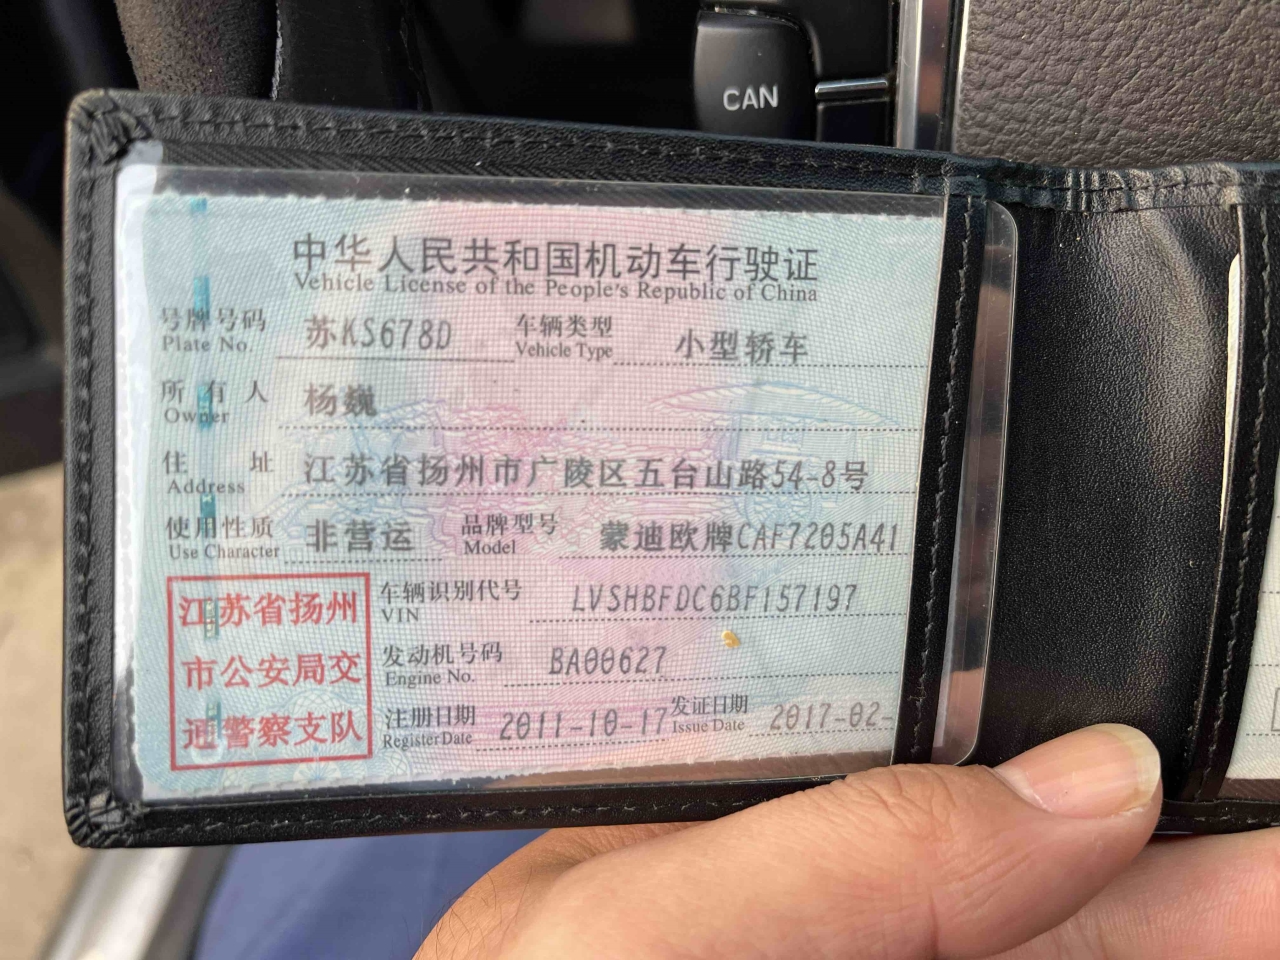 CAN
中华人民共和国机动车行驶证
Vehicle License of the People's Republic of China
号牌号码 苏KS678D 车辆类型 小型轿车
Plate No. Vehicle Type
所有人 杨巍
Owner
住址 江苏省扬州市广陵区五台山路54-8号
Address
使用性质 非营运 品牌型号 蒙迪欧牌CAF7205A41
Use Character Model
江苏省扬州
市公安局交
通警察支队
车辆识别代号 LVSHBFDC6BF157197
VIN
发动机号码 BA00627
Engine No.
注册日期 2011-10-17 发证日期 2017-02-
Register Date Issue Date